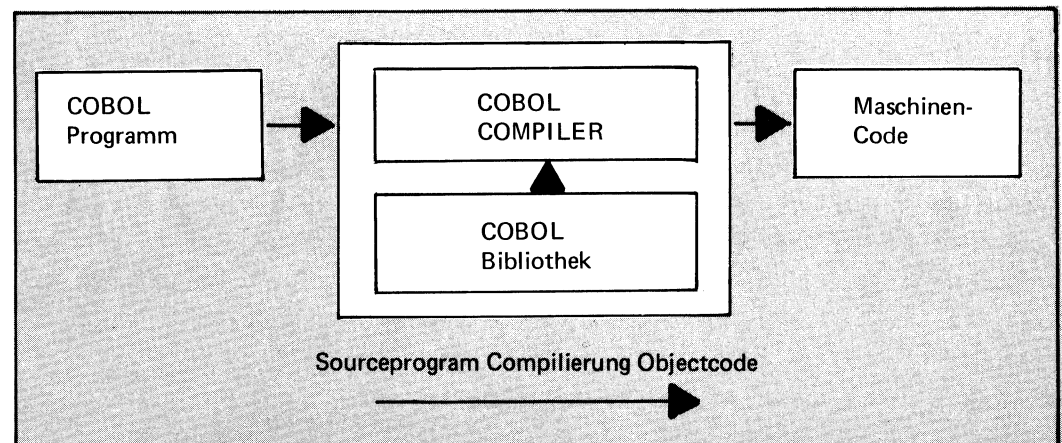 COBOL
Programm
COBOL
COMPILER
COBOL
Bibliothek
Maschinen-
Code
Sourceprogram Compilierung Objectcode